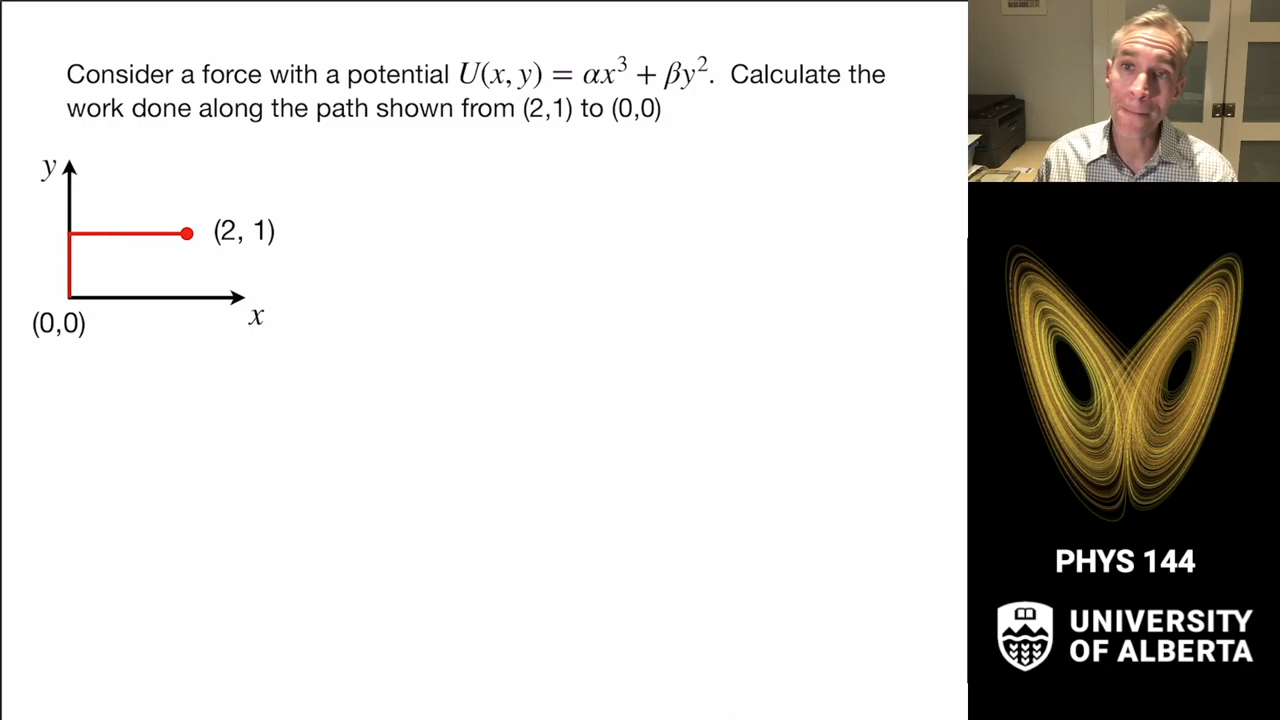 Consider a force with a potential U(x, y) = αx³ + βy². Calculate the
work done along the path shown from (2,1) to (0,0)
y
(2, 1)
x
(0,0)
PHYS 144
UNIVERSITY
OF ALBERTA